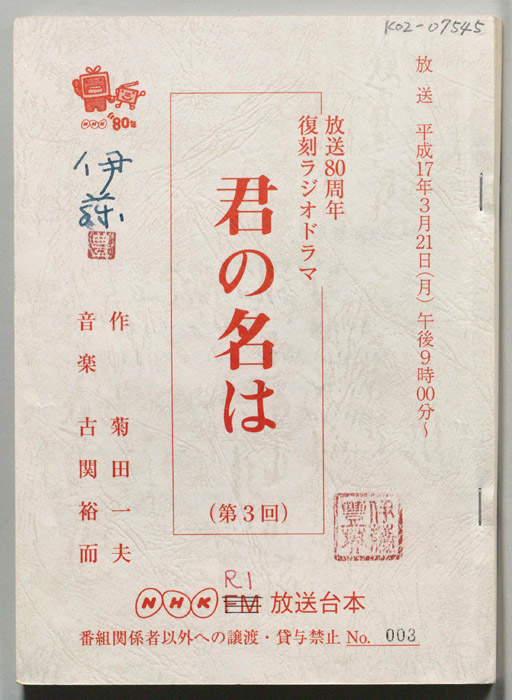 K02-07545
放送 平成17年3月21日(月)午後9時00分~
放送80周年
復刻ラジオドラマ
君の名は
(第3回)
NHK "80年
伊藤
作 菊田一夫
音楽 古関裕而
R1
NHK FM 放送台本
番組関係者以外への譲渡・貸与禁止 No. 003